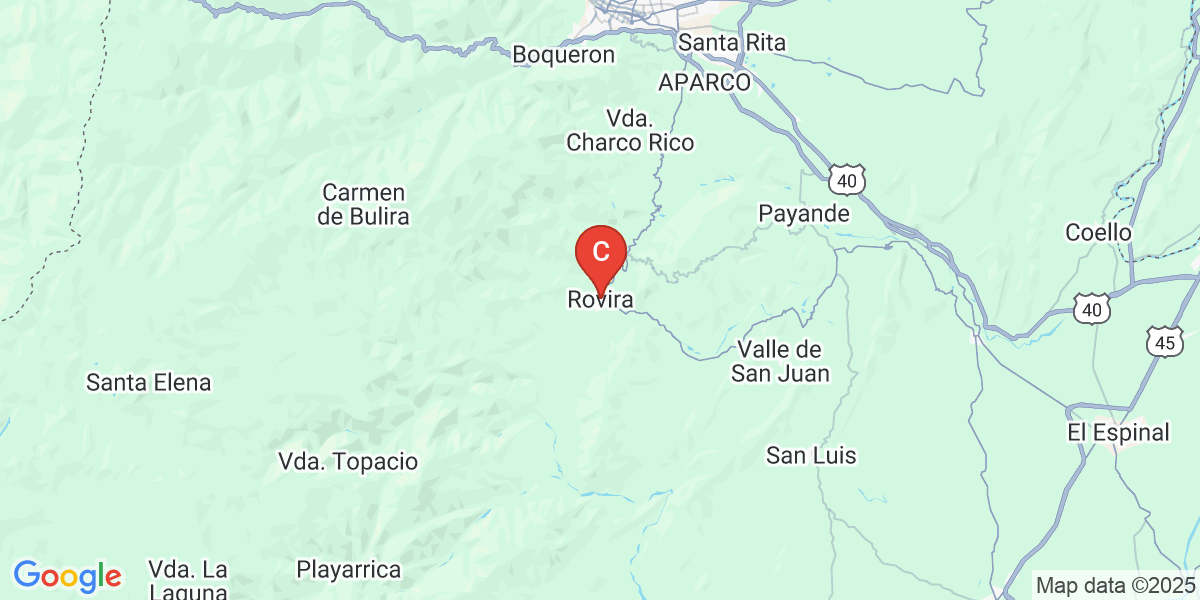 Santa Rita
Boqueron
APARCO
Vda.
Charco Rico
40
Carmen
de Bulira
Payande
Coello
C
Rovira
40
45
Valle de
San Juan
Santa Elena
El Espinal
San Luis
Vda. Topacio
Vda. La
Laguna
Playarrica
Google
Map data ©2025